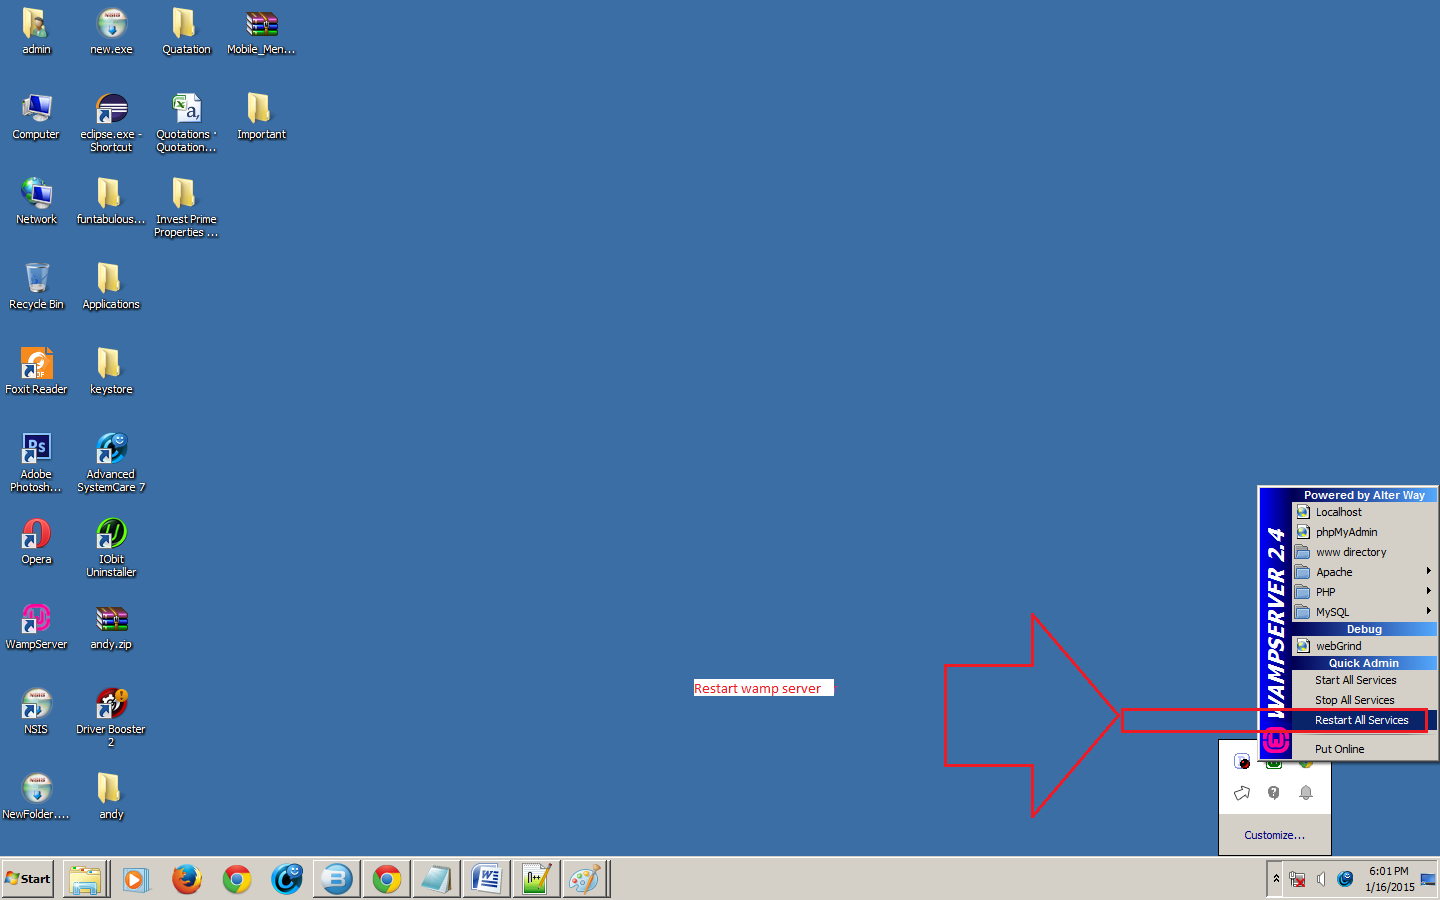 admin
new.exe
Quatation
Mobile_Men...
Computer
eclipse.exe -
Shortcut
Quotations ·
Quotation...
Important
Network
funtabulous...
Invest Prime
Properties ...
Recycle Bin
Applications
Foxit Reader
keystore
Adobe
Photosh...
Advanced
SystemCare 7
Opera
IObit
Uninstaller
WampServer
andy.zip
NSIS
Driver Booster
2
NewFolder....
andy
Restart wamp server
WAMPSERVER 2.4
Powered by Alter Way
Localhost
phpMyAdmin
www directory
Apache
PHP
MySQL
Debug
webGrind
Quick Admin
Start All Services
Stop All Services
Restart All Services
Put Online
Customize...
Start
6:01 PM
1/16/2015